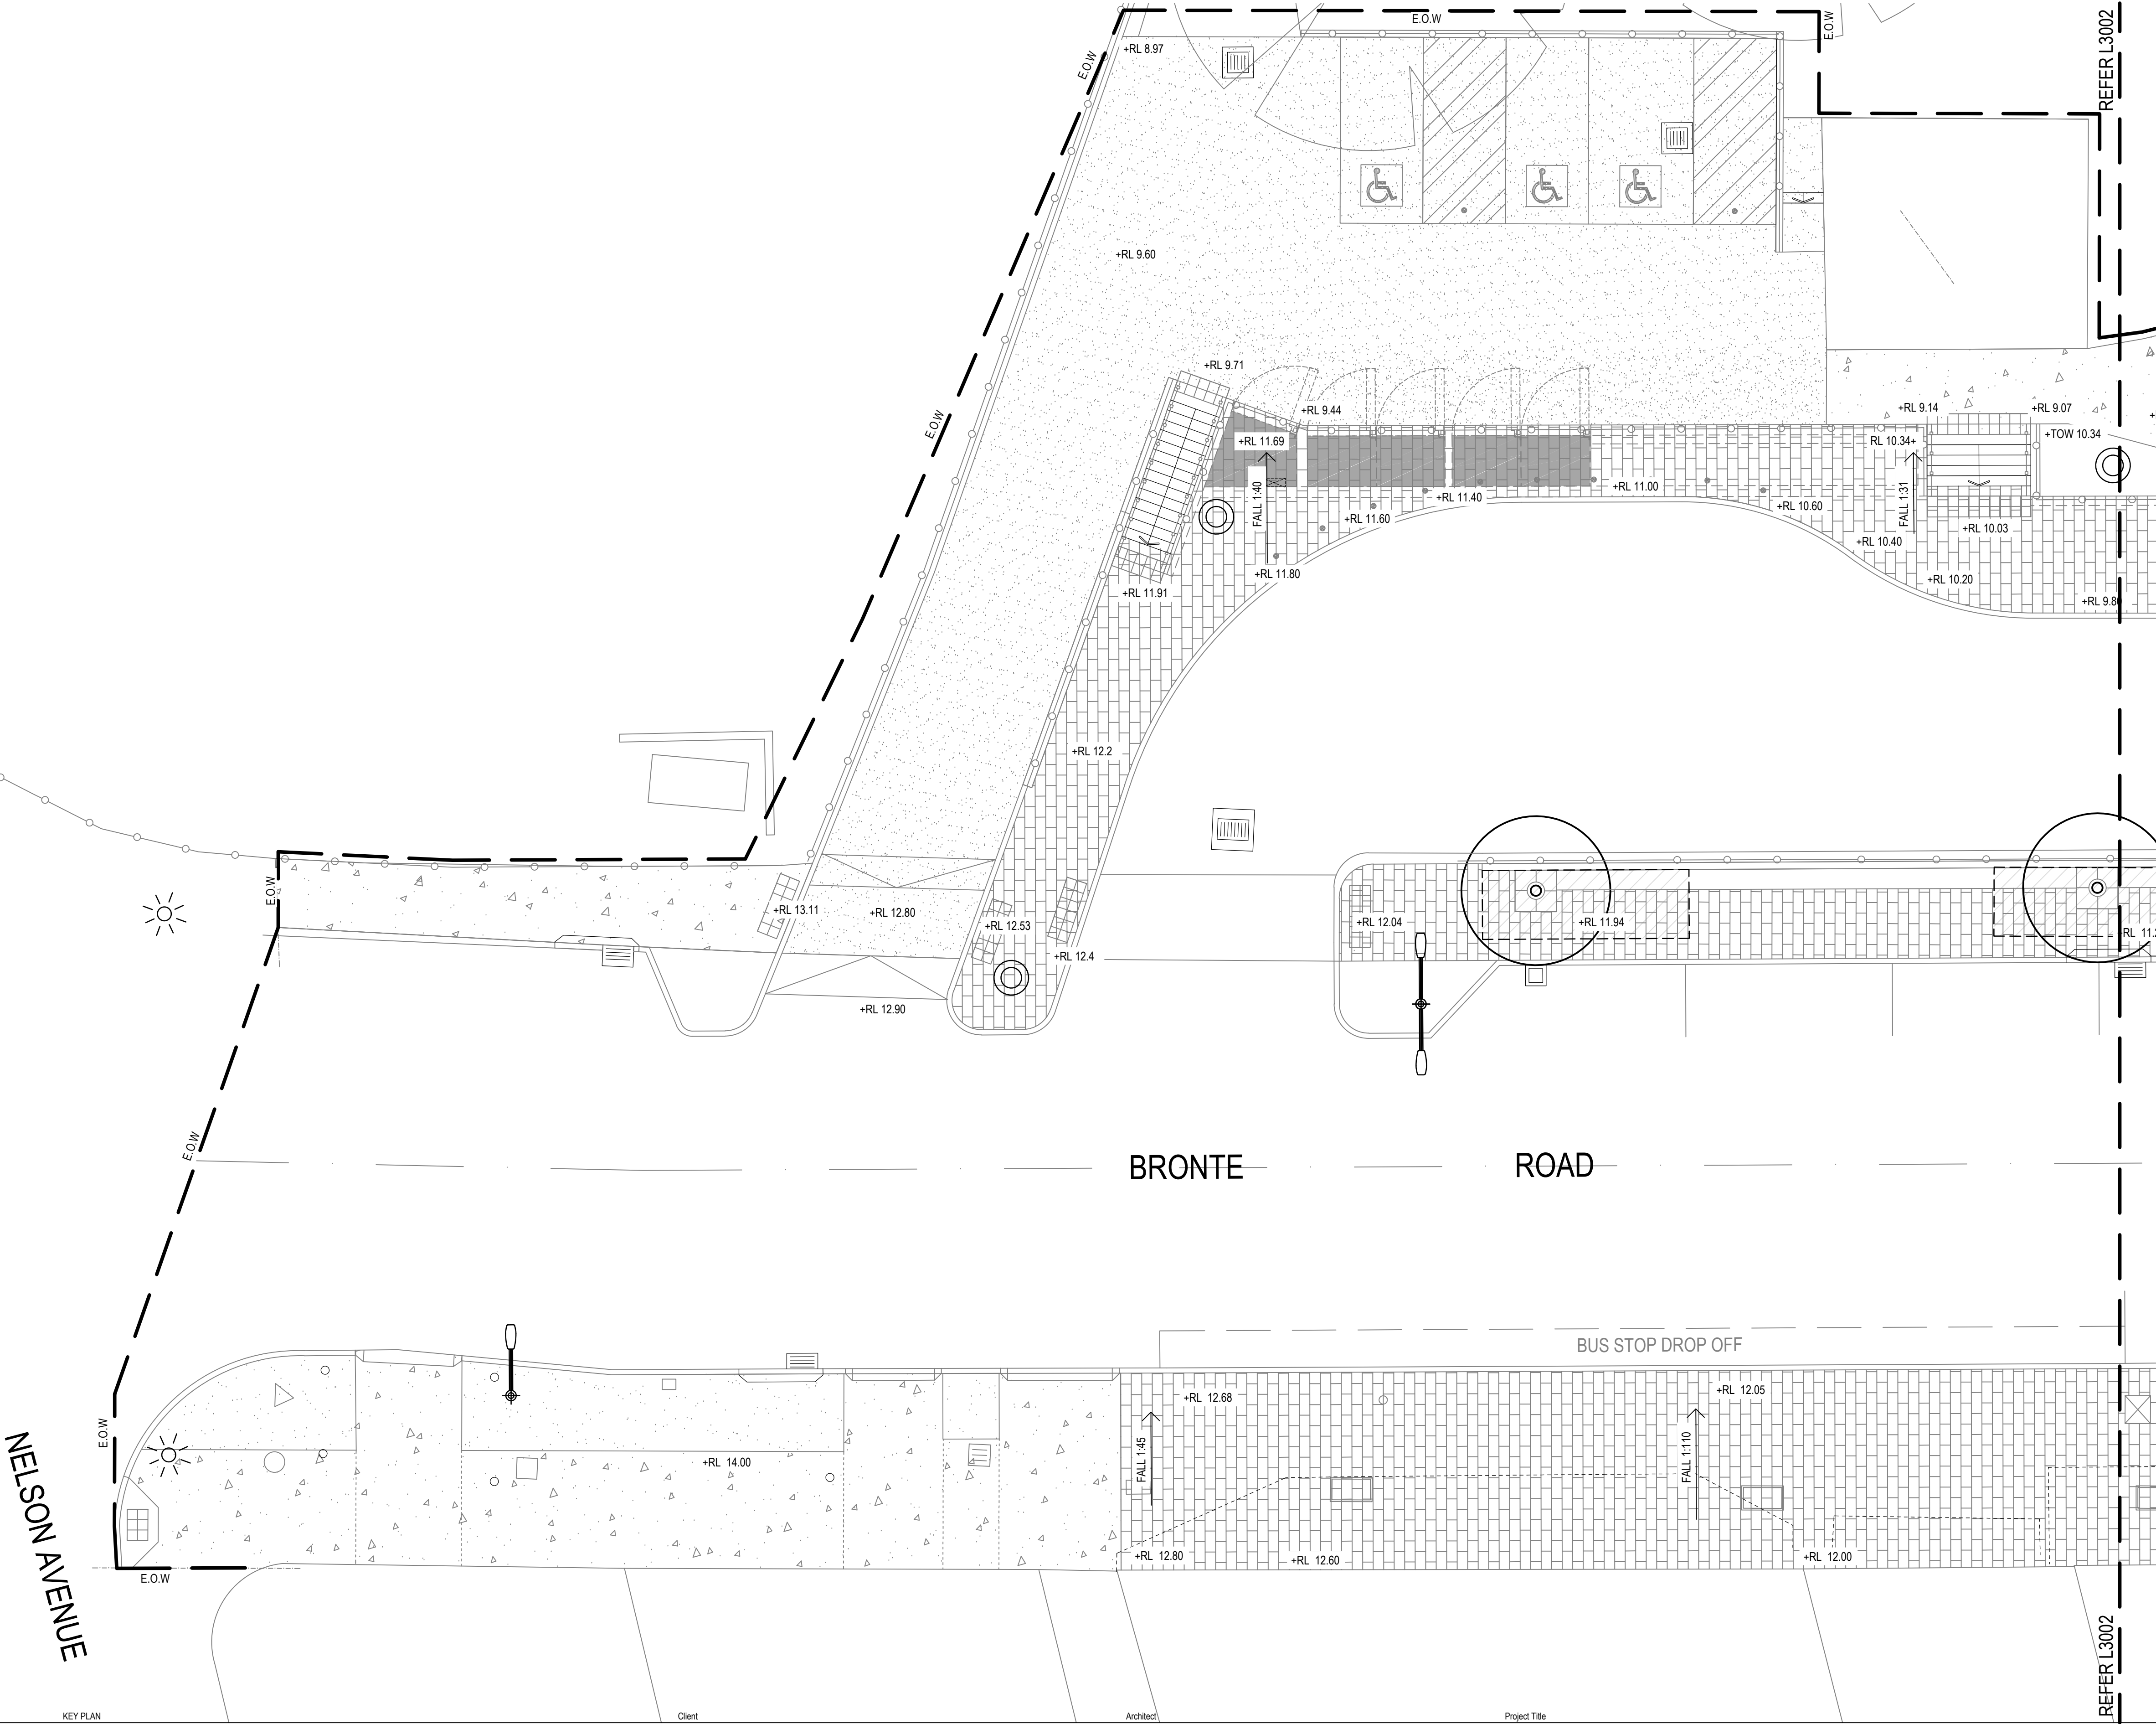 E.O.W
E.O.W
REFER L3002
+RL 8.97
E.O.W
+RL 9.60
+RL 9.71
+RL 9.44
+RL 9.14
+RL 9.07
E.O.W
+RL 11.69
RL 10.34+
+TOW 10.34
FALL 1:40
+RL 11.60
+RL 11.40
+RL 11.00
+RL 10.60
FALL 1:31
+RL 10.03
+RL 10.40
+RL 11.80
+RL 11.91
+RL 10.20
+RL 9.80
+RL 12.2
E.O.W
+RL 13.11
+RL 12.80
+RL 12.53
+RL 12.04
+RL 11.94
+RL 12.4
+RL 12.90
E.O.W
BRONTE ROAD
BUS STOP DROP OFF
+RL 12.68
+RL 12.05
E.O.W
NELSON AVENUE
+RL 14.00
FALL 1:45
FALL 1:110
+RL 12.80
+RL 12.60
+RL 12.00
E.O.W
REFER L3002
KEY PLAN
Client
Architect
Project Title